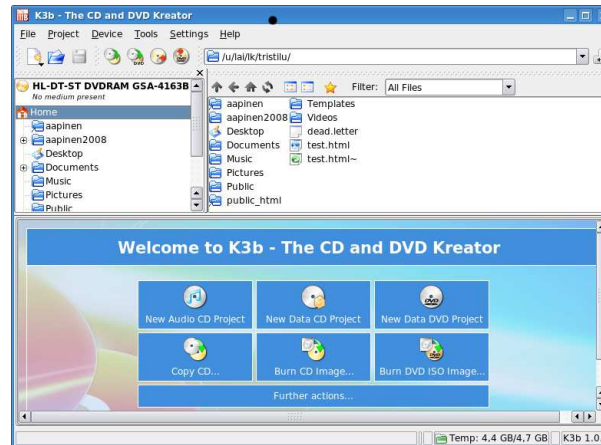 K3b - The CD and DVD Kreator
File Project Device Tools Settings Help
/u/lai/lk/tristilu/
HL-DT-ST DVDRAM GSA-4163B
No medium present
Home
aapinen
aapinen2008
Desktop
Documents
Music
Pictures
Public
Filter: All Files
aapinen Templates
aapinen2008 Videos
Desktop dead.letter
Documents test.html
Music test.html~
Pictures
Public
public_html
Welcome to K3b - The CD and DVD Kreator
New Audio CD Project New Data CD Project New Data DVD Project
Copy CD... Burn CD Image... Burn DVD ISO Image...
Further actions...
Temp: 4,4 GB/4,7 GB K3b 1.0